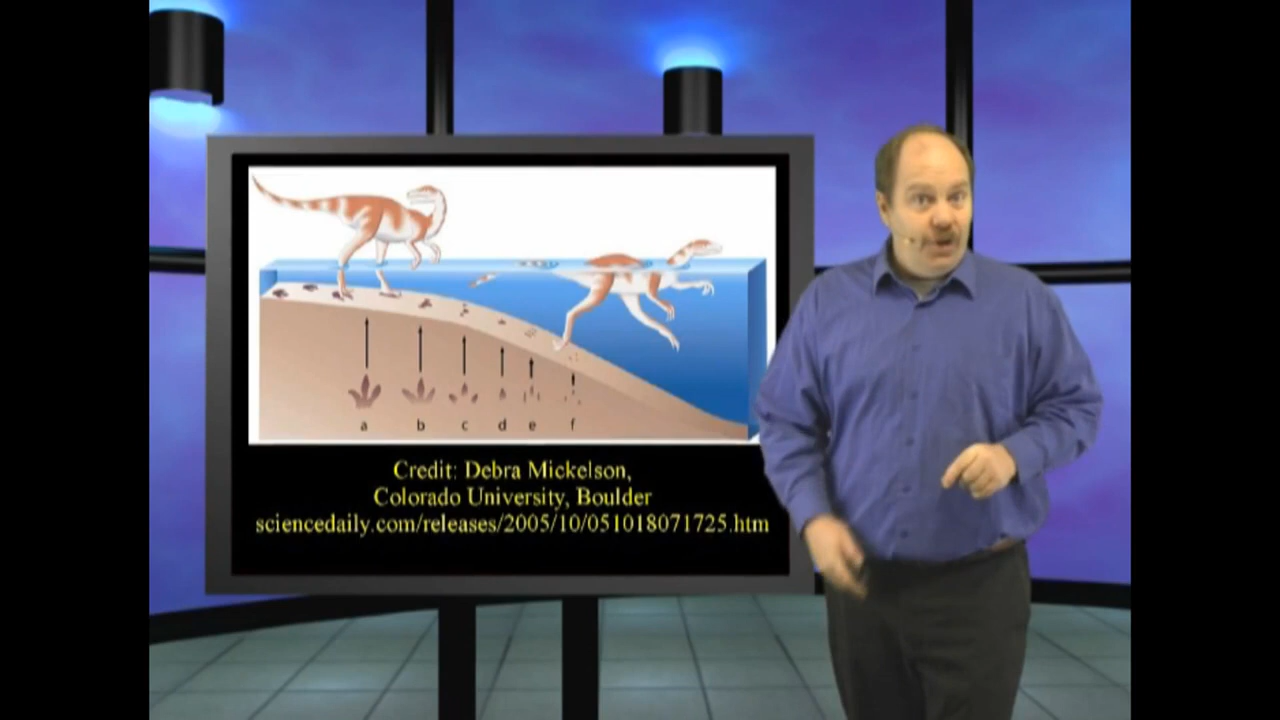 a b c d e f
Credit: Debra Mickelson,
Colorado University, Boulder
sciencedaily.com/releases/2005/10/051018071725.htm